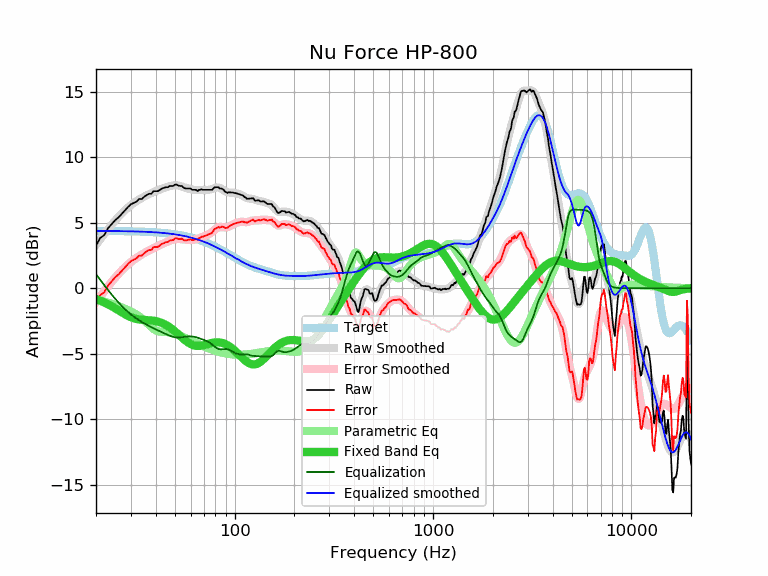 Nu Force HP-800
15
10
5
0
−5
−10
−15
Amplitude (dBr)
Target
Raw Smoothed
Error Smoothed
Raw
Error
Parametric Eq
Fixed Band Eq
Equalization
Equalized smoothed
100 1000 10000
Frequency (Hz)